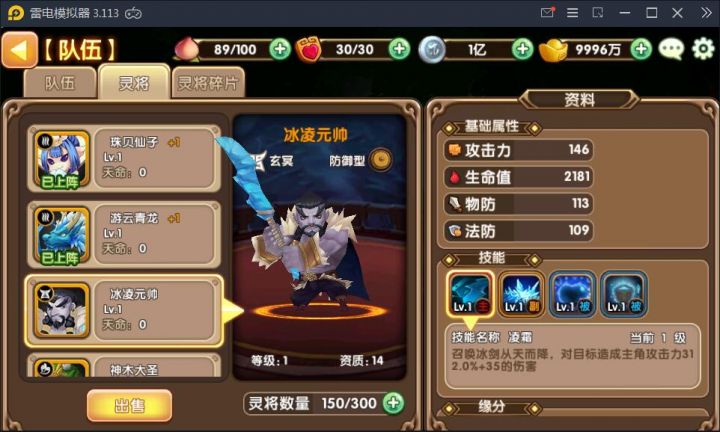 雷电模拟器 3.113
【队伍】
89/100
30/30
1亿
9996万
队伍
灵将
灵将碎片
珠贝仙子 +1
Lv.1
天命：0
已上阵
游云青龙 +1
Lv.1
天命：0
已上阵
冰凌元帅
Lv.1
天命：0
神木大圣
出售
冰凌元帅
玄冥 防御型
等级：1 资质：14
灵将数量 150/300
资料
基础属性
攻击力 146
生命值 2181
物防 113
法防 109
技能
Lv.1 主
Lv.1 副
Lv.1 被
Lv.1 被
技能名称 凌霜 当前 1 级
召唤冰剑从天而降，对目标造成主角攻击力31
2.0%+35的伤害
缘分